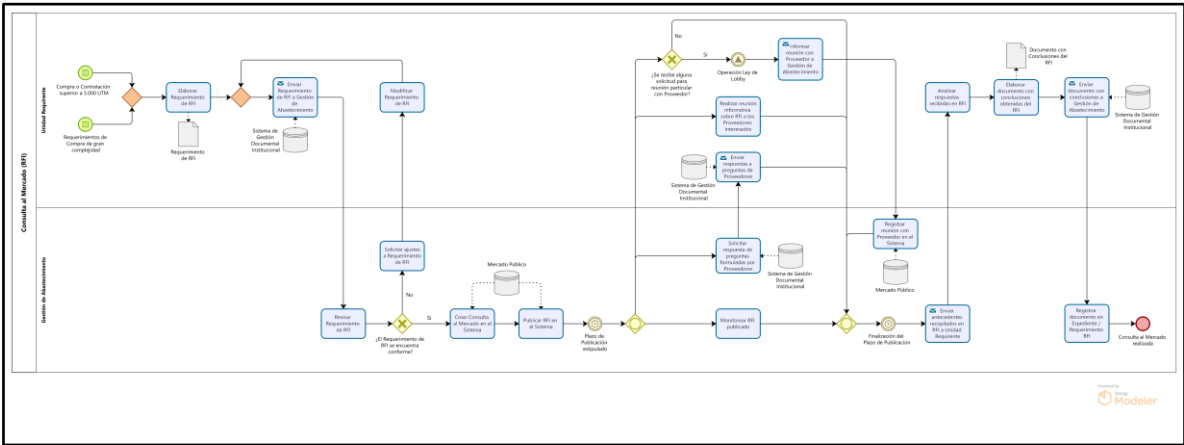 Consulta al Mercado (RFI)
Unidad Requirente
Compra o Contratación
superior a 5.000 UTM
Requerimientos de
Compra de gran
complejidad
Elaborar
Requerimiento
de RFI
Requerimiento
de RFI
Enviar
Requerimiento
de RFI a Gestión de
Abastecimiento
Sistema de
Gestión
Documental
Institucional
Modificar
Requerimiento
de RFI
No
¿Se recibe alguna
solicitud para
reunión particular
con Proveedor?
Sí
Operación Ley de
Lobby
Informar
reunión con
Proveedor a
Gestión de
Abastecimiento
Realizar reunión
informativa
sobre RFI a los
Proveedores
interesados
Enviar
respuestas a
preguntas de
Proveedores
Sistema de Gestión
Documental
Institucional
Analizar
respuestas
recibidas en RFI
Documento con
Conclusiones del
RFI
Elaborar
documento con
conclusiones
obtenidos del
RFI
Enviar
documento con
conclusiones a
Gestión de
Abastecimiento
Sistema de Gestión
Documental
Institucional
Gestión de Abastecimiento
Revisar
Requerimiento
de RFI
Solicitar ajustes
a Requerimiento
de RFI
No
¿El Requerimiento de
RFI se encuentra
conforme?
Si
Mercado Público
Crear Consulta
al Mercado en el
Sistema
Publicar RFI en
el Sistema
Plazo de
Publicación
estipulado
Solicitar
respuesta de
preguntas
formuladas por
Proveedores
Sistema de Gestión
Documental
Institucional
Monitorear RFI
publicado
Registrar
reunión con
Proveedor en el
Sistema
Mercado Público
Finalización del
Plazo de Publicación
Enviar
antecedentes
recopilados en
RFI a Unidad
Requirente
Registrar
documento en
Expediente /
Requerimiento
RFI
Consulta al Mercado
realizada
Powered by
bizagi
Modeler